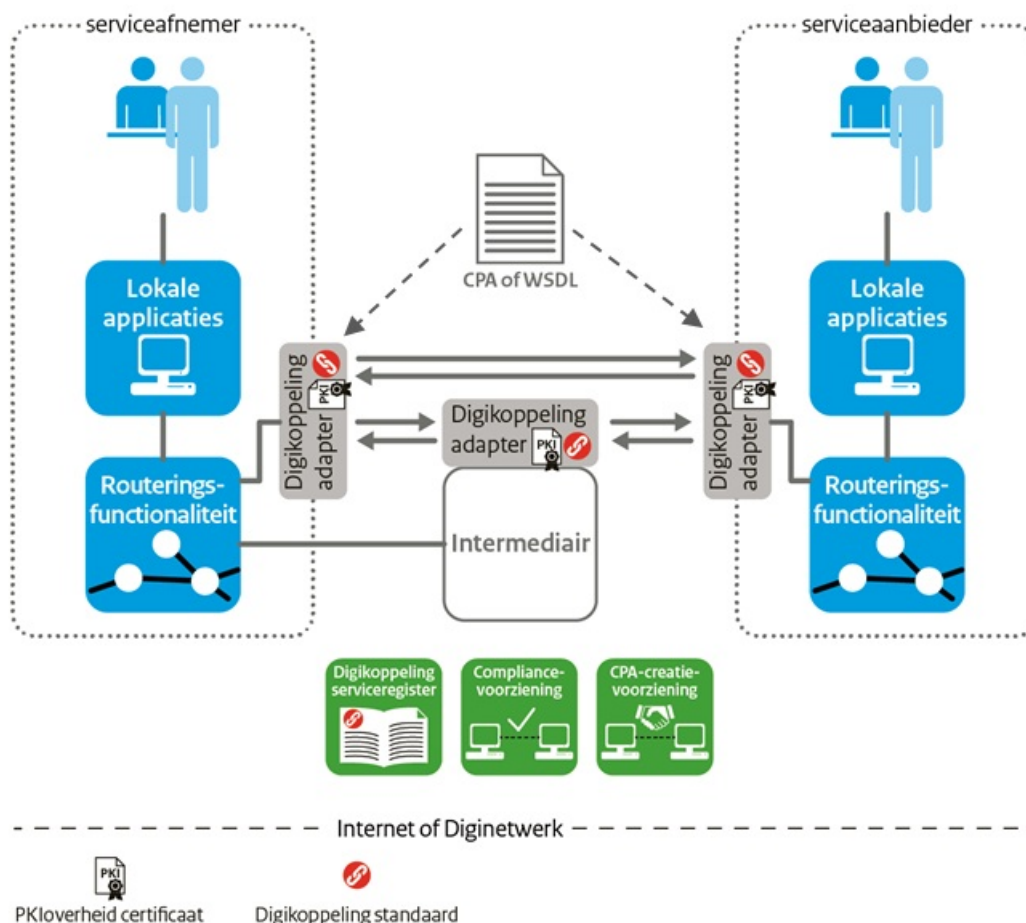 serviceafnemer
serviceaanbieder
CPA of WSDL
Lokale
applicaties
Lokale
applicaties
Digikoppeling
adapter
PKI
Digikoppeling
adapter
PKI
Digikoppeling
adapter
PKI
Routerings-
functionaliteit
Intermediair
Routerings-
functionaliteit
Digikoppeling
serviceregister
Compliance-
voorziening
CPA-creatie-
voorziening
Internet of Diginetwerk
PKI
PKIoverheid certificaat
Digikoppeling standaard